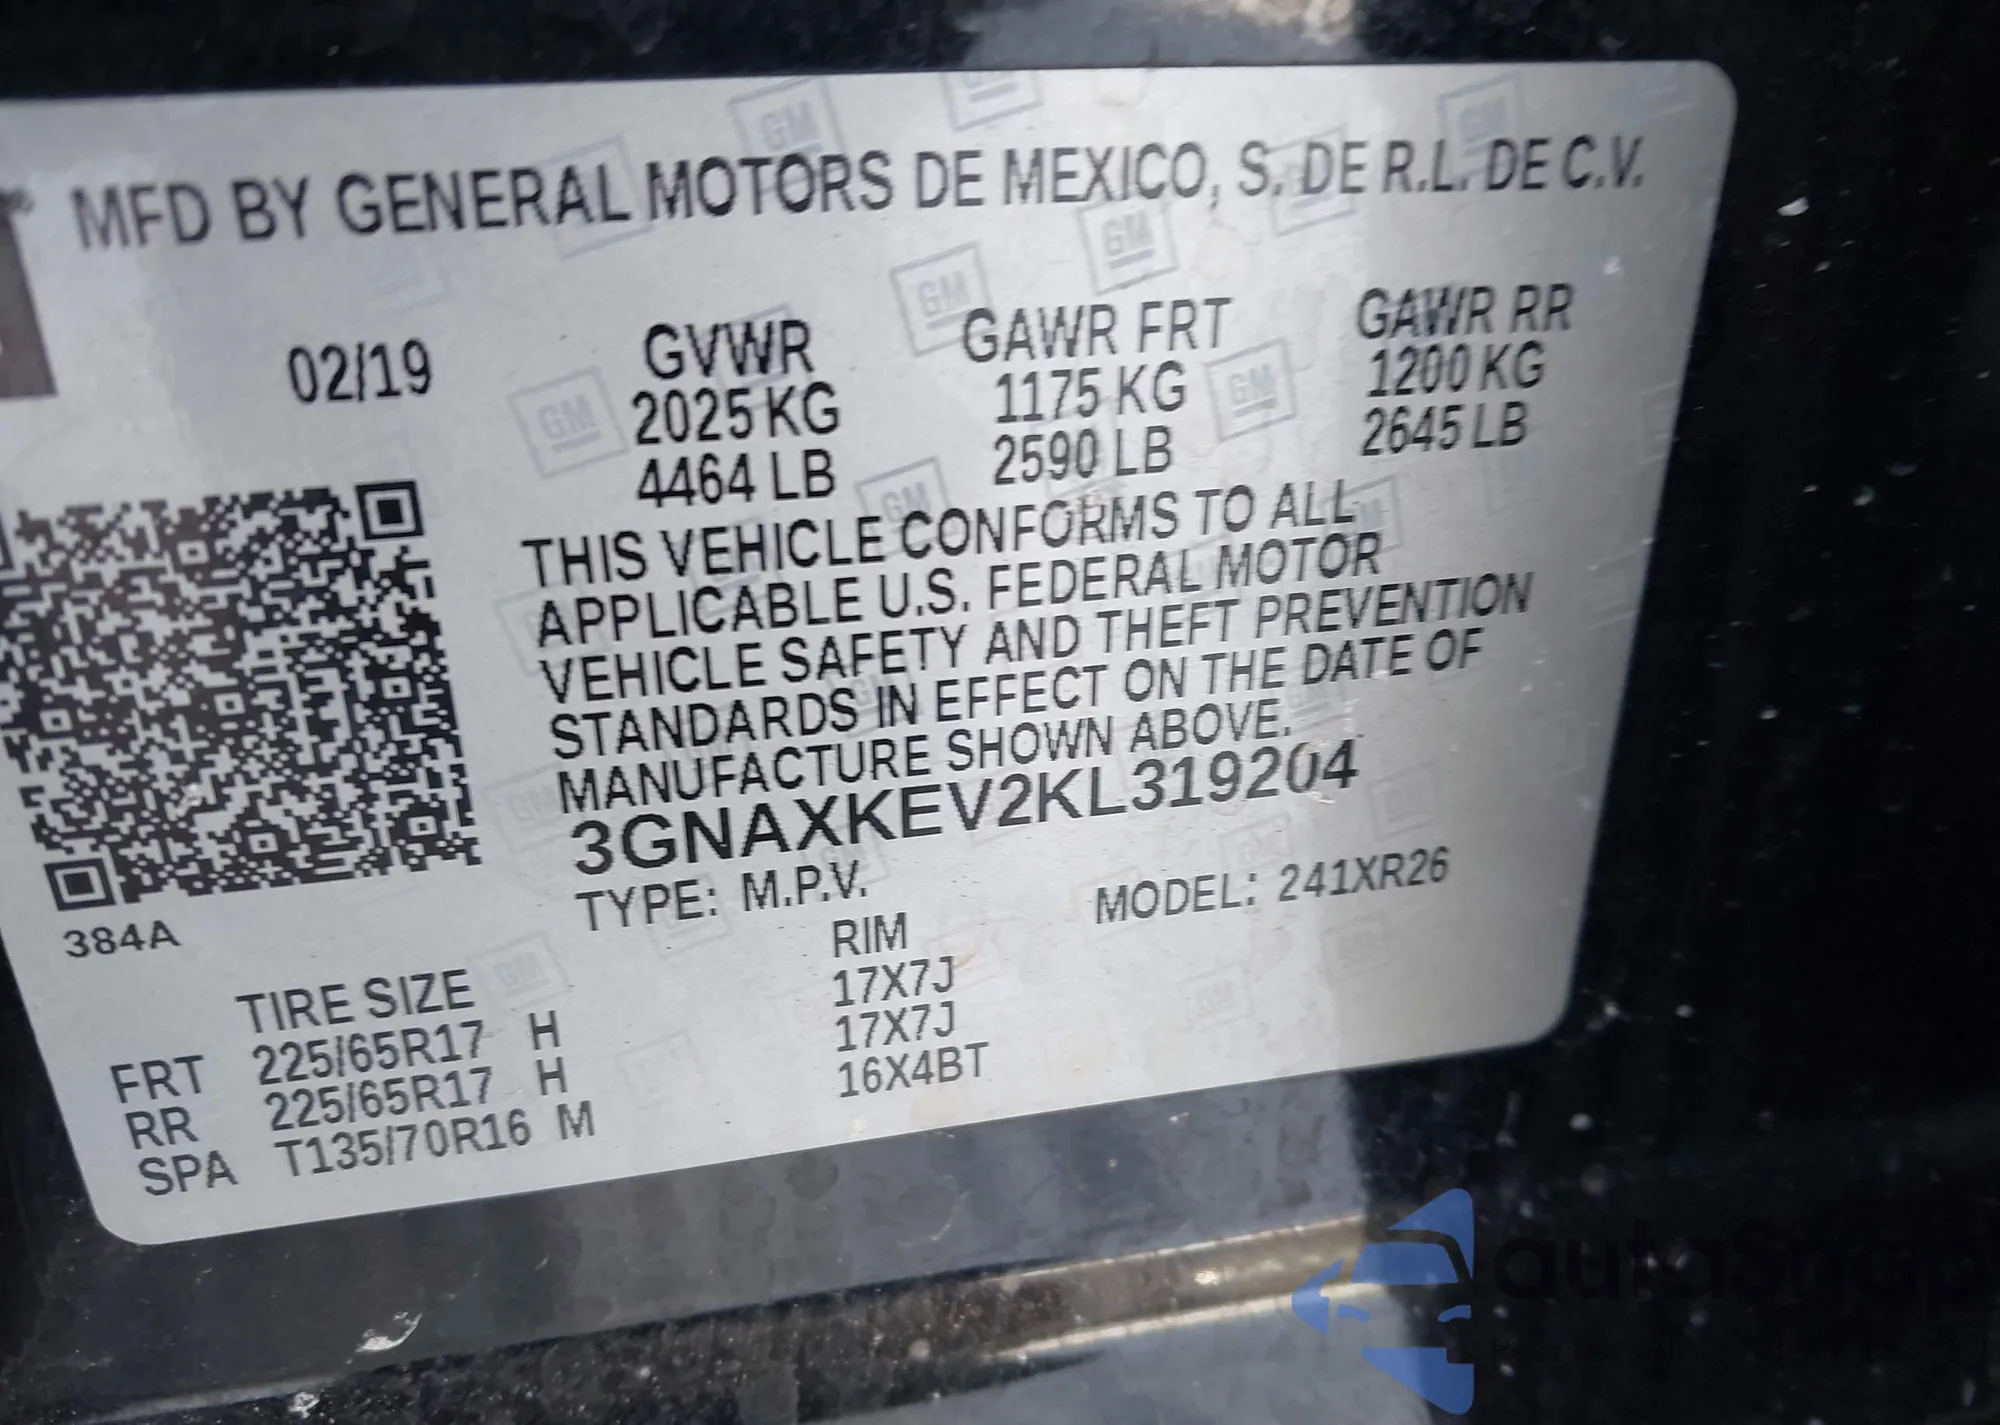 MFD BY GENERAL MOTORS DE MEXICO, S. DE R.L. DE C.V.
02/19
GVWR
2025 KG
4464 LB
GAWR FRT
1175 KG
2590 LB
GAWR RR
1200 KG
2645 LB
THIS VEHICLE CONFORMS TO ALL
APPLICABLE U.S. FEDERAL MOTOR
VEHICLE SAFETY AND THEFT PREVENTION
STANDARDS IN EFFECT ON THE DATE OF
MANUFACTURE SHOWN ABOVE.
3GNAXKEV2KL319204
TYPE: M.P.V. MODEL: 241XR26
384A
TIRE SIZE RIM
FRT 225/65R17 H 17X7J
RR 225/65R17 H 17X7J
SPA T135/70R16 M 16X4BT
GM
autoSnap